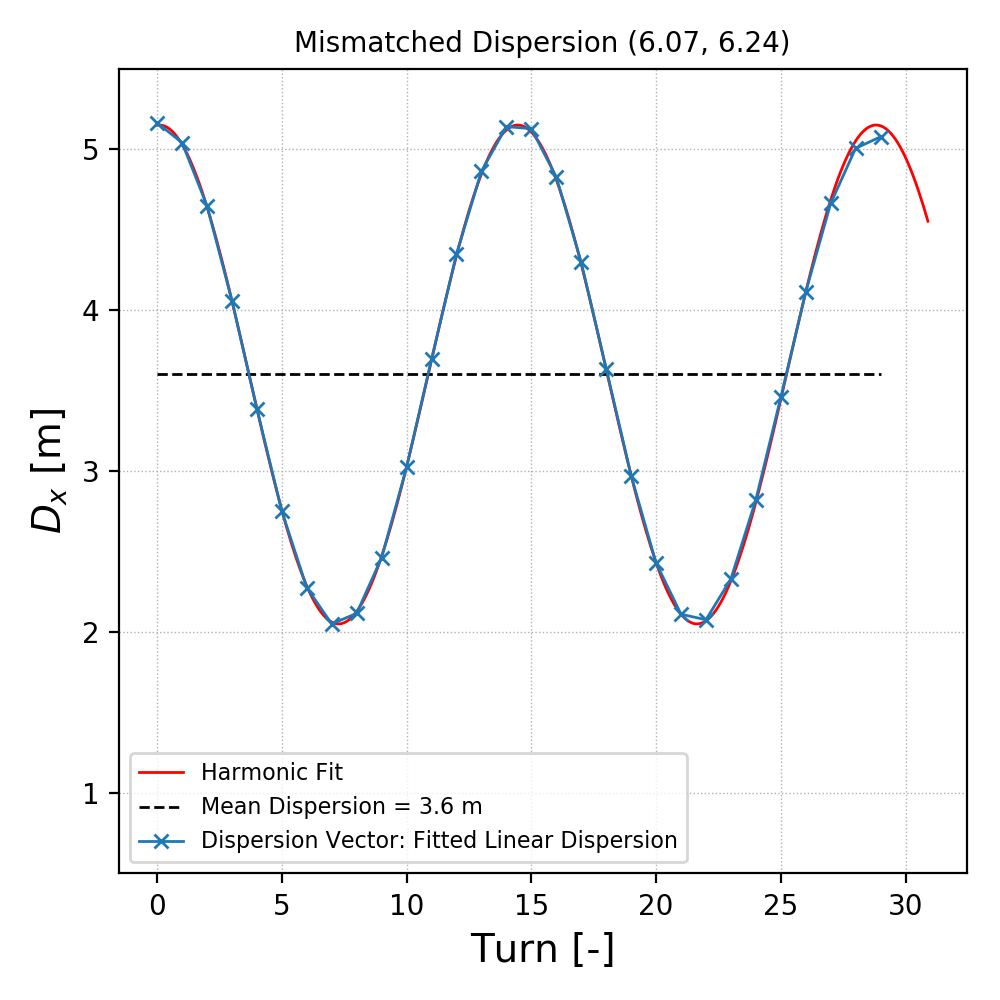 Mismatched Dispersion (6.07, 6.24)
5
4
3
2
1
Dx [m]
Harmonic Fit
Mean Dispersion = 3.6 m
Dispersion Vector: Fitted Linear Dispersion
0 5 10 15 20 25 30
Turn [-]